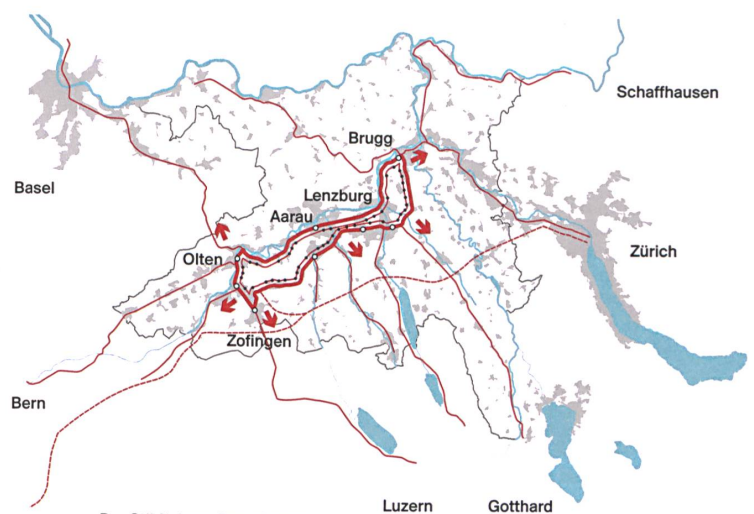 Schaffhausen
Brugg
Basel
Lenzburg
Aarau
Zürich
Olten
Zofingen
Bern
Luzern
Gotthard